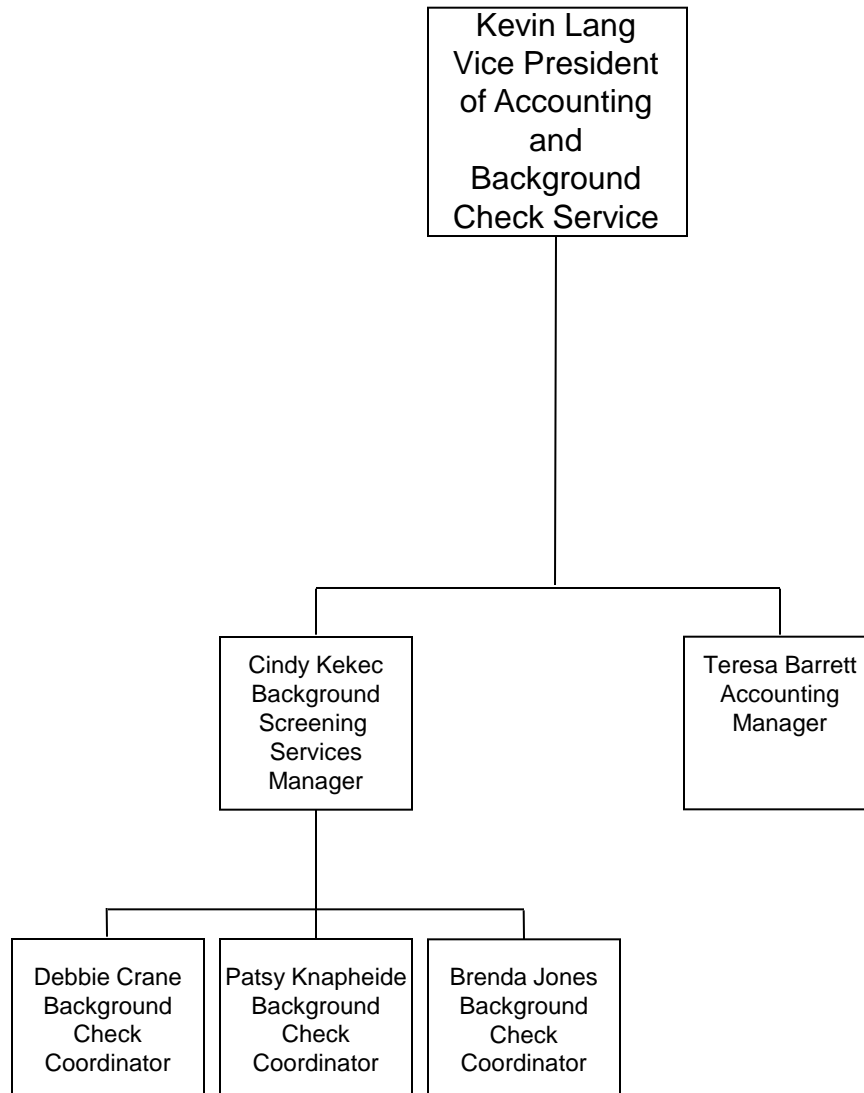 Kevin Lang
Vice President
of Accounting
and
Background
Check Service
Cindy Kekec
Background
Screening
Services
Manager
Teresa Barrett
Accounting
Manager
Debbie Crane
Background
Check
Coordinator
Patsy Knapheide
Background
Check
Coordinator
Brenda Jones
Background
Check
Coordinator